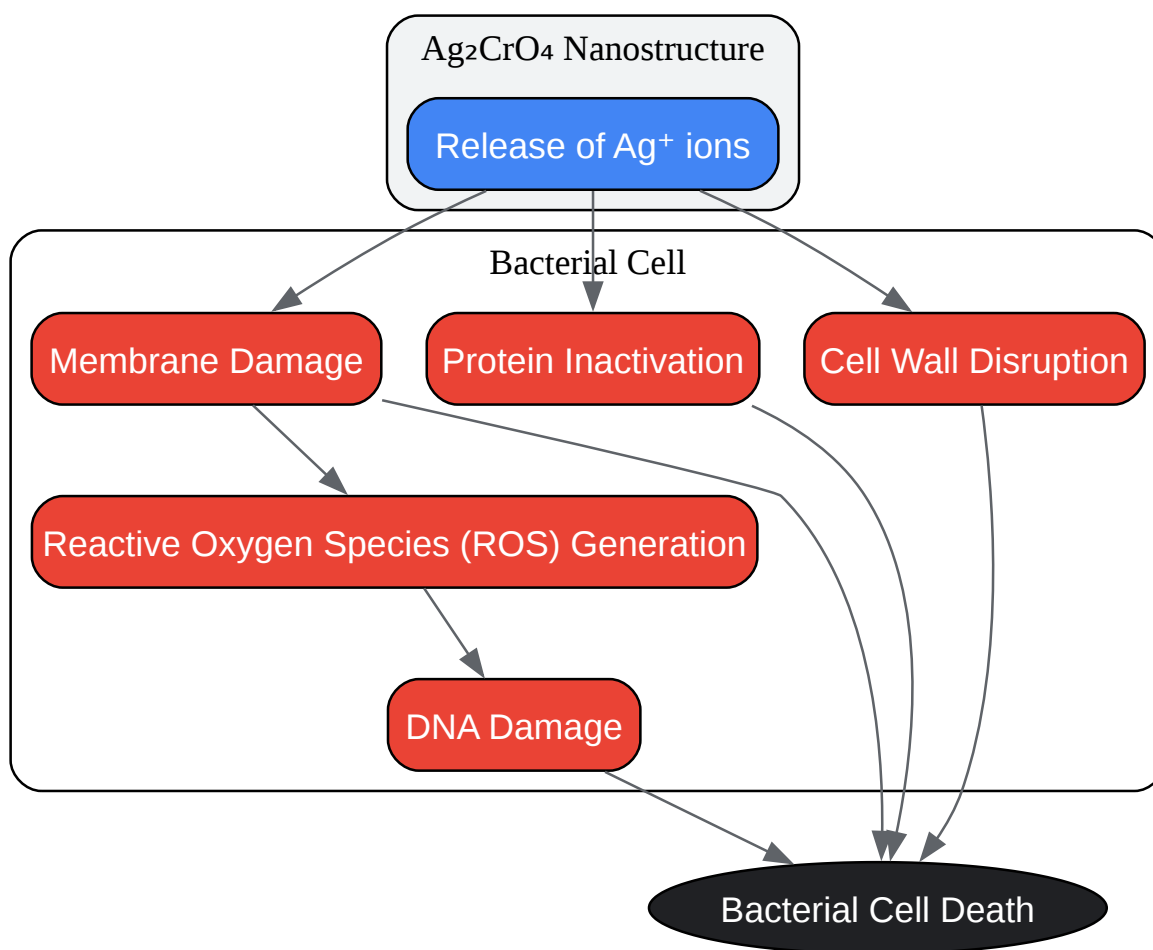 Ag₂CrO₄ Nanostructure
Release of Ag⁺ ions
Bacterial Cell
Membrane Damage
Protein Inactivation
Cell Wall Disruption
Reactive Oxygen Species (ROS) Generation
DNA Damage
Bacterial Cell Death